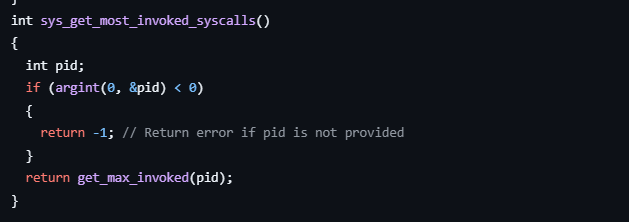 }
int sys_get_most_invoked_syscalls()
{
  int pid;
  if (argint(0, &pid) < 0)
  {
    return -1; // Return error if pid is not provided
  }
  return get_max_invoked(pid);
}